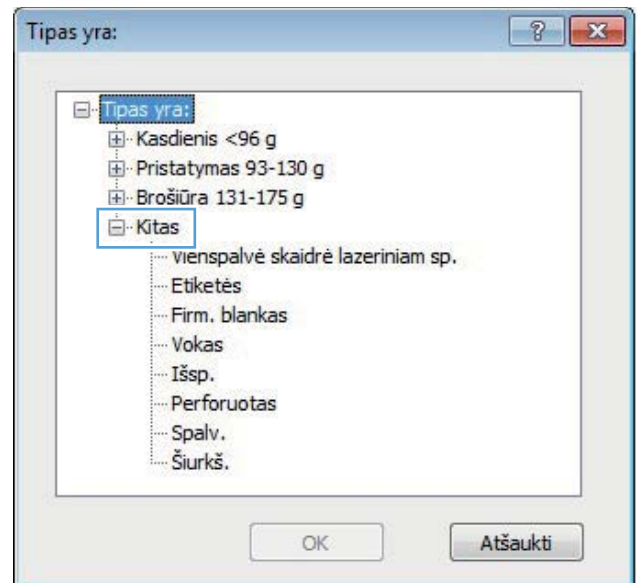 Tipas yra:
Tipas yra:
Kasdienis <96 g
Pristatymas 93-130 g
Brošiūra 131-175 g
Kitas
Vienspalvė skaidrė lazeriniam sp.
Etiketės
Firm. blankas
Vokas
Išsp.
Perforuotas
Spalv.
Šiurkš.
OK Atšaukti